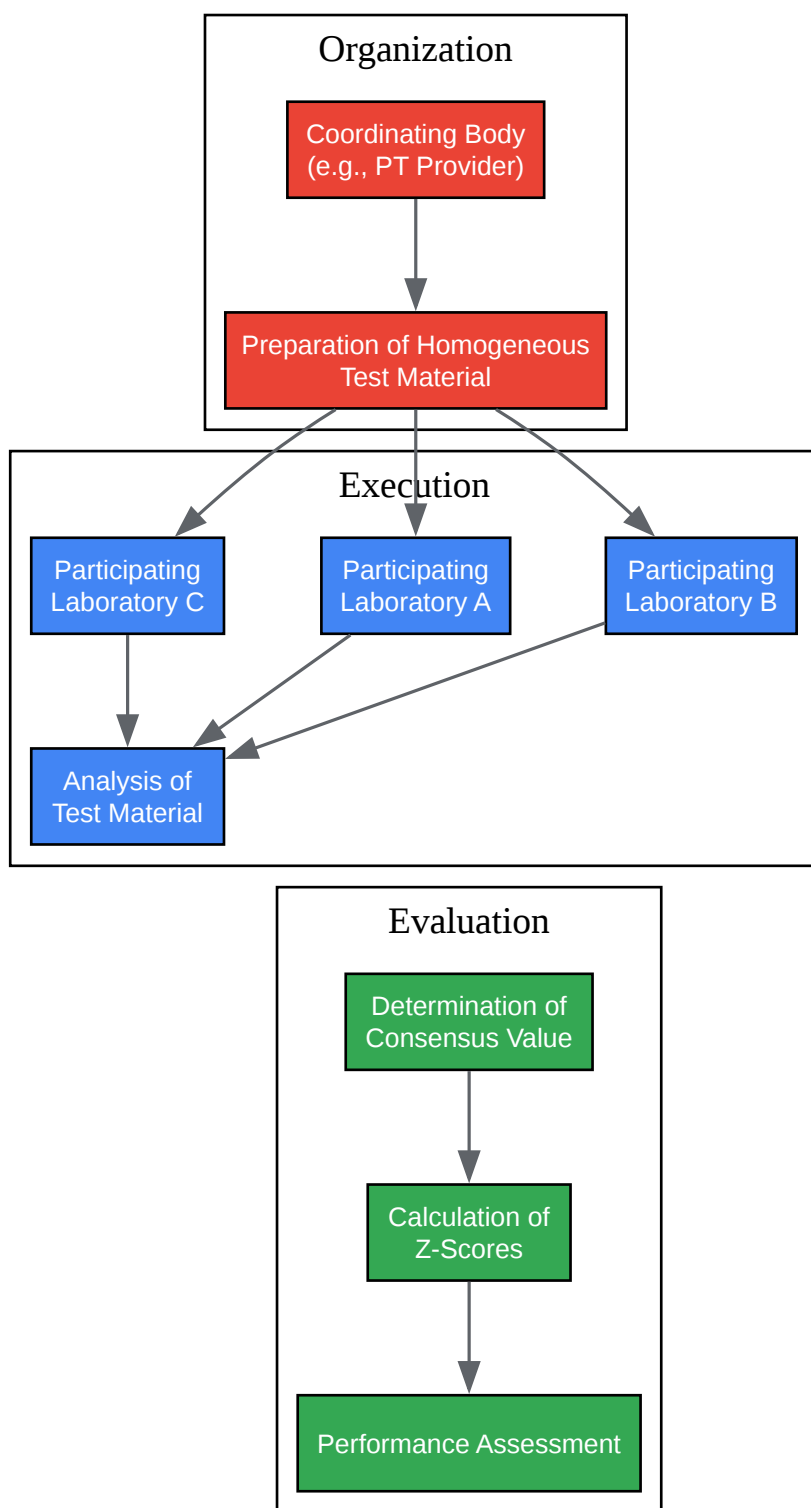 Organization
Coordinating Body
(e.g., PT Provider)
Preparation of Homogeneous
Test Material
Execution
Participating
Laboratory C
Participating
Laboratory A
Participating
Laboratory B
Analysis of
Test Material
Evaluation
Determination of
Consensus Value
Calculation of
Z-Scores
Performance Assessment